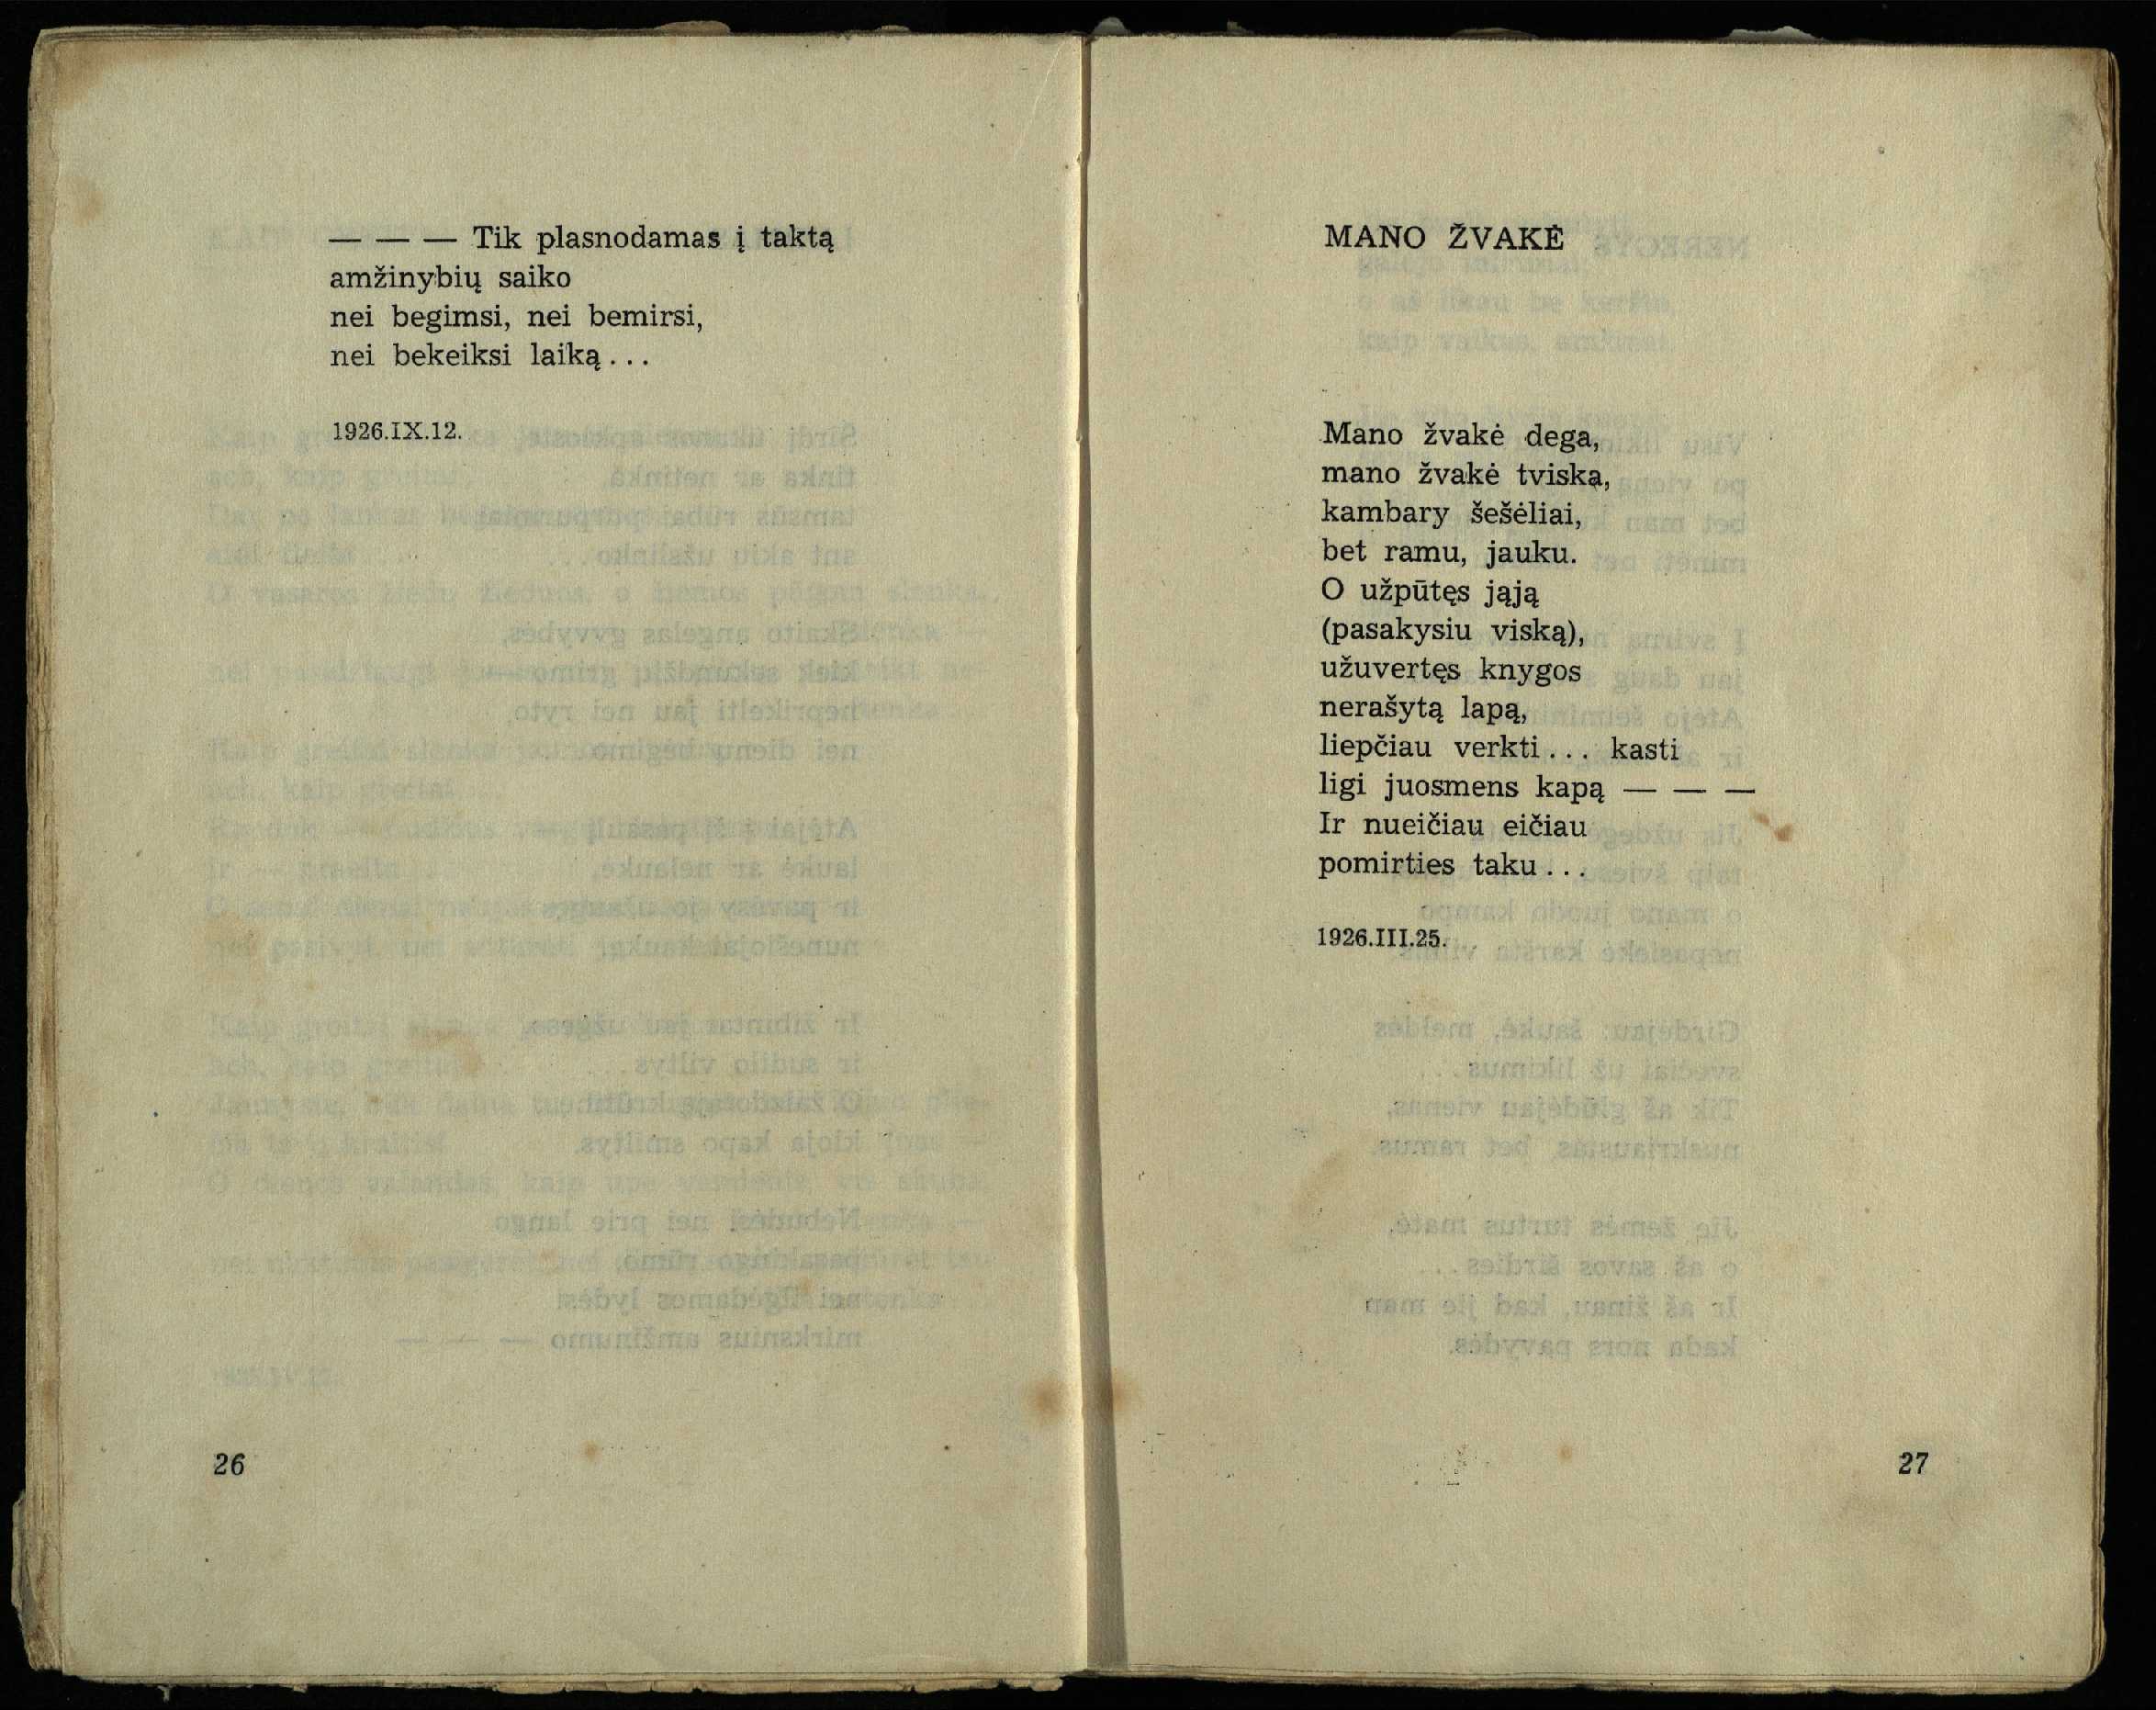 — — — Tik plasnodamas į taktą
amžinybių saiko
nei begimsi, nei bemirsi,
nei bekeiksi laiką...
1926.IX.12.
26
MANO ŽVAKĖ
Mano žvakė dega,
mano žvakė tviska,
kambary šešėliai,
bet ramu, jauku.
O užpūtęs jąją
(pasakysiu viską),
užuvertęs knygos
nerašytą lapą,
liepčiau verkti... kasti
ligi juosmens kapą — — —
Ir nueičiau eičiau
pomirties taku...
1926.III.25.
27